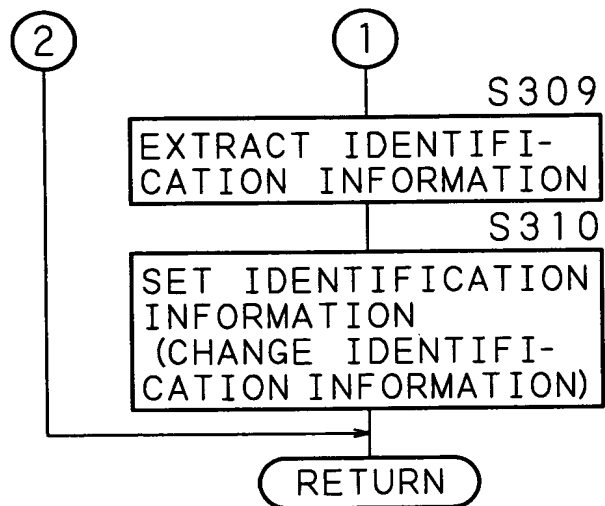 2
1
S309
EXTRACT IDENTIFI-
CATION INFORMATION
S310
SET IDENTIFICATION
INFORMATION
(CHANGE IDENTIFI-
CATION INFORMATION)
RETURN